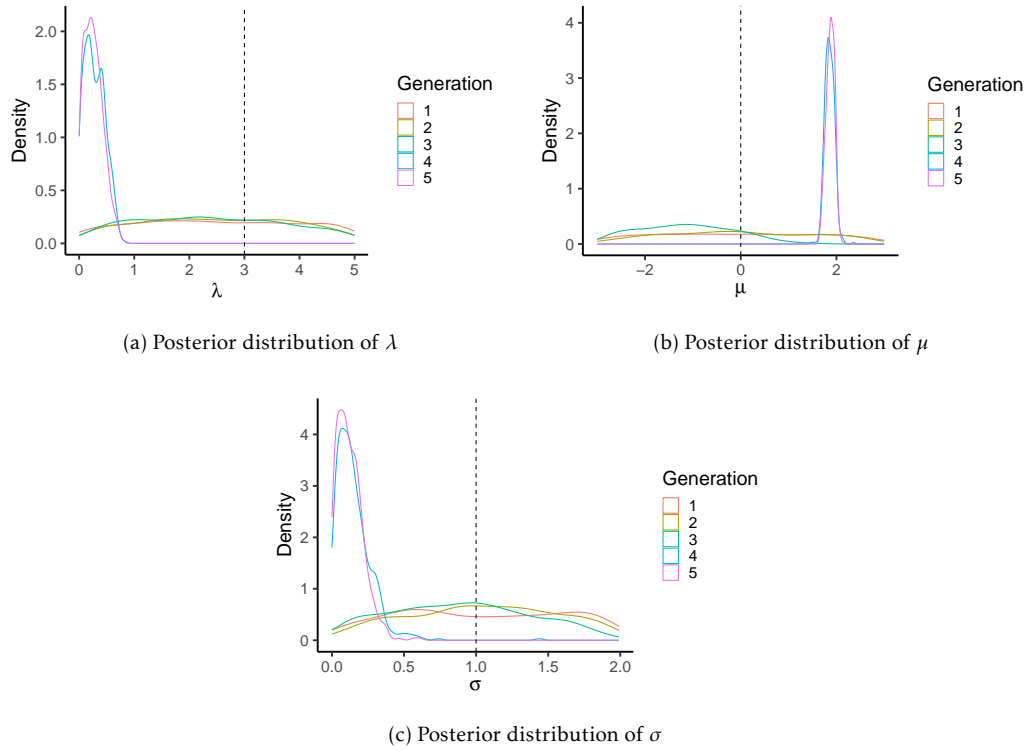 Density
2.0
1.5
1.0
0.5
0.0
0 1 2 3 4 5
λ
Generation
1
2
3
4
5
(a) Posterior distribution of λ
Density
4
3
2
1
0
−2 0 2
μ
Generation
1
2
3
4
5
(b) Posterior distribution of μ
Density
4
3
2
1
0
0.0 0.5 1.0 1.5 2.0
σ
Generation
1
2
3
4
5
(c) Posterior distribution of σ